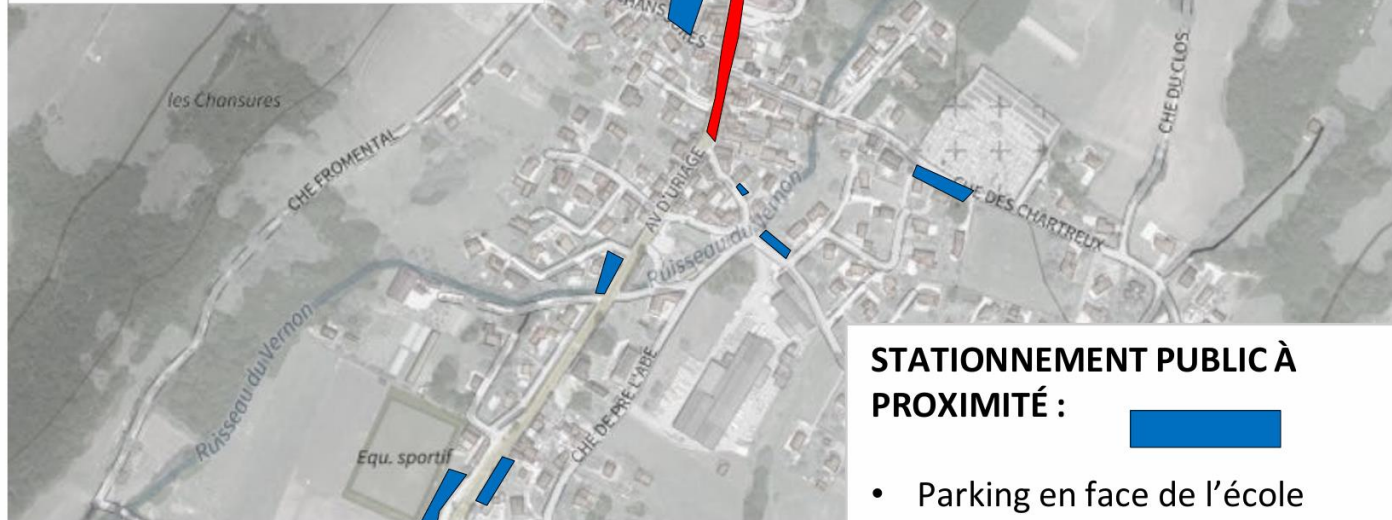 les Chansures
CHE FROMENTAL
AV D'URIAGE
Ruisseau du Vernon
CHE DU CLOS
CHE DES CHARTREUX
Ruisseau du Vernon
CHE DE PRE L'ABE
Equ. sportif
STATIONNEMENT PUBLIC À
PROXIMITÉ :
• Parking en face de l’école